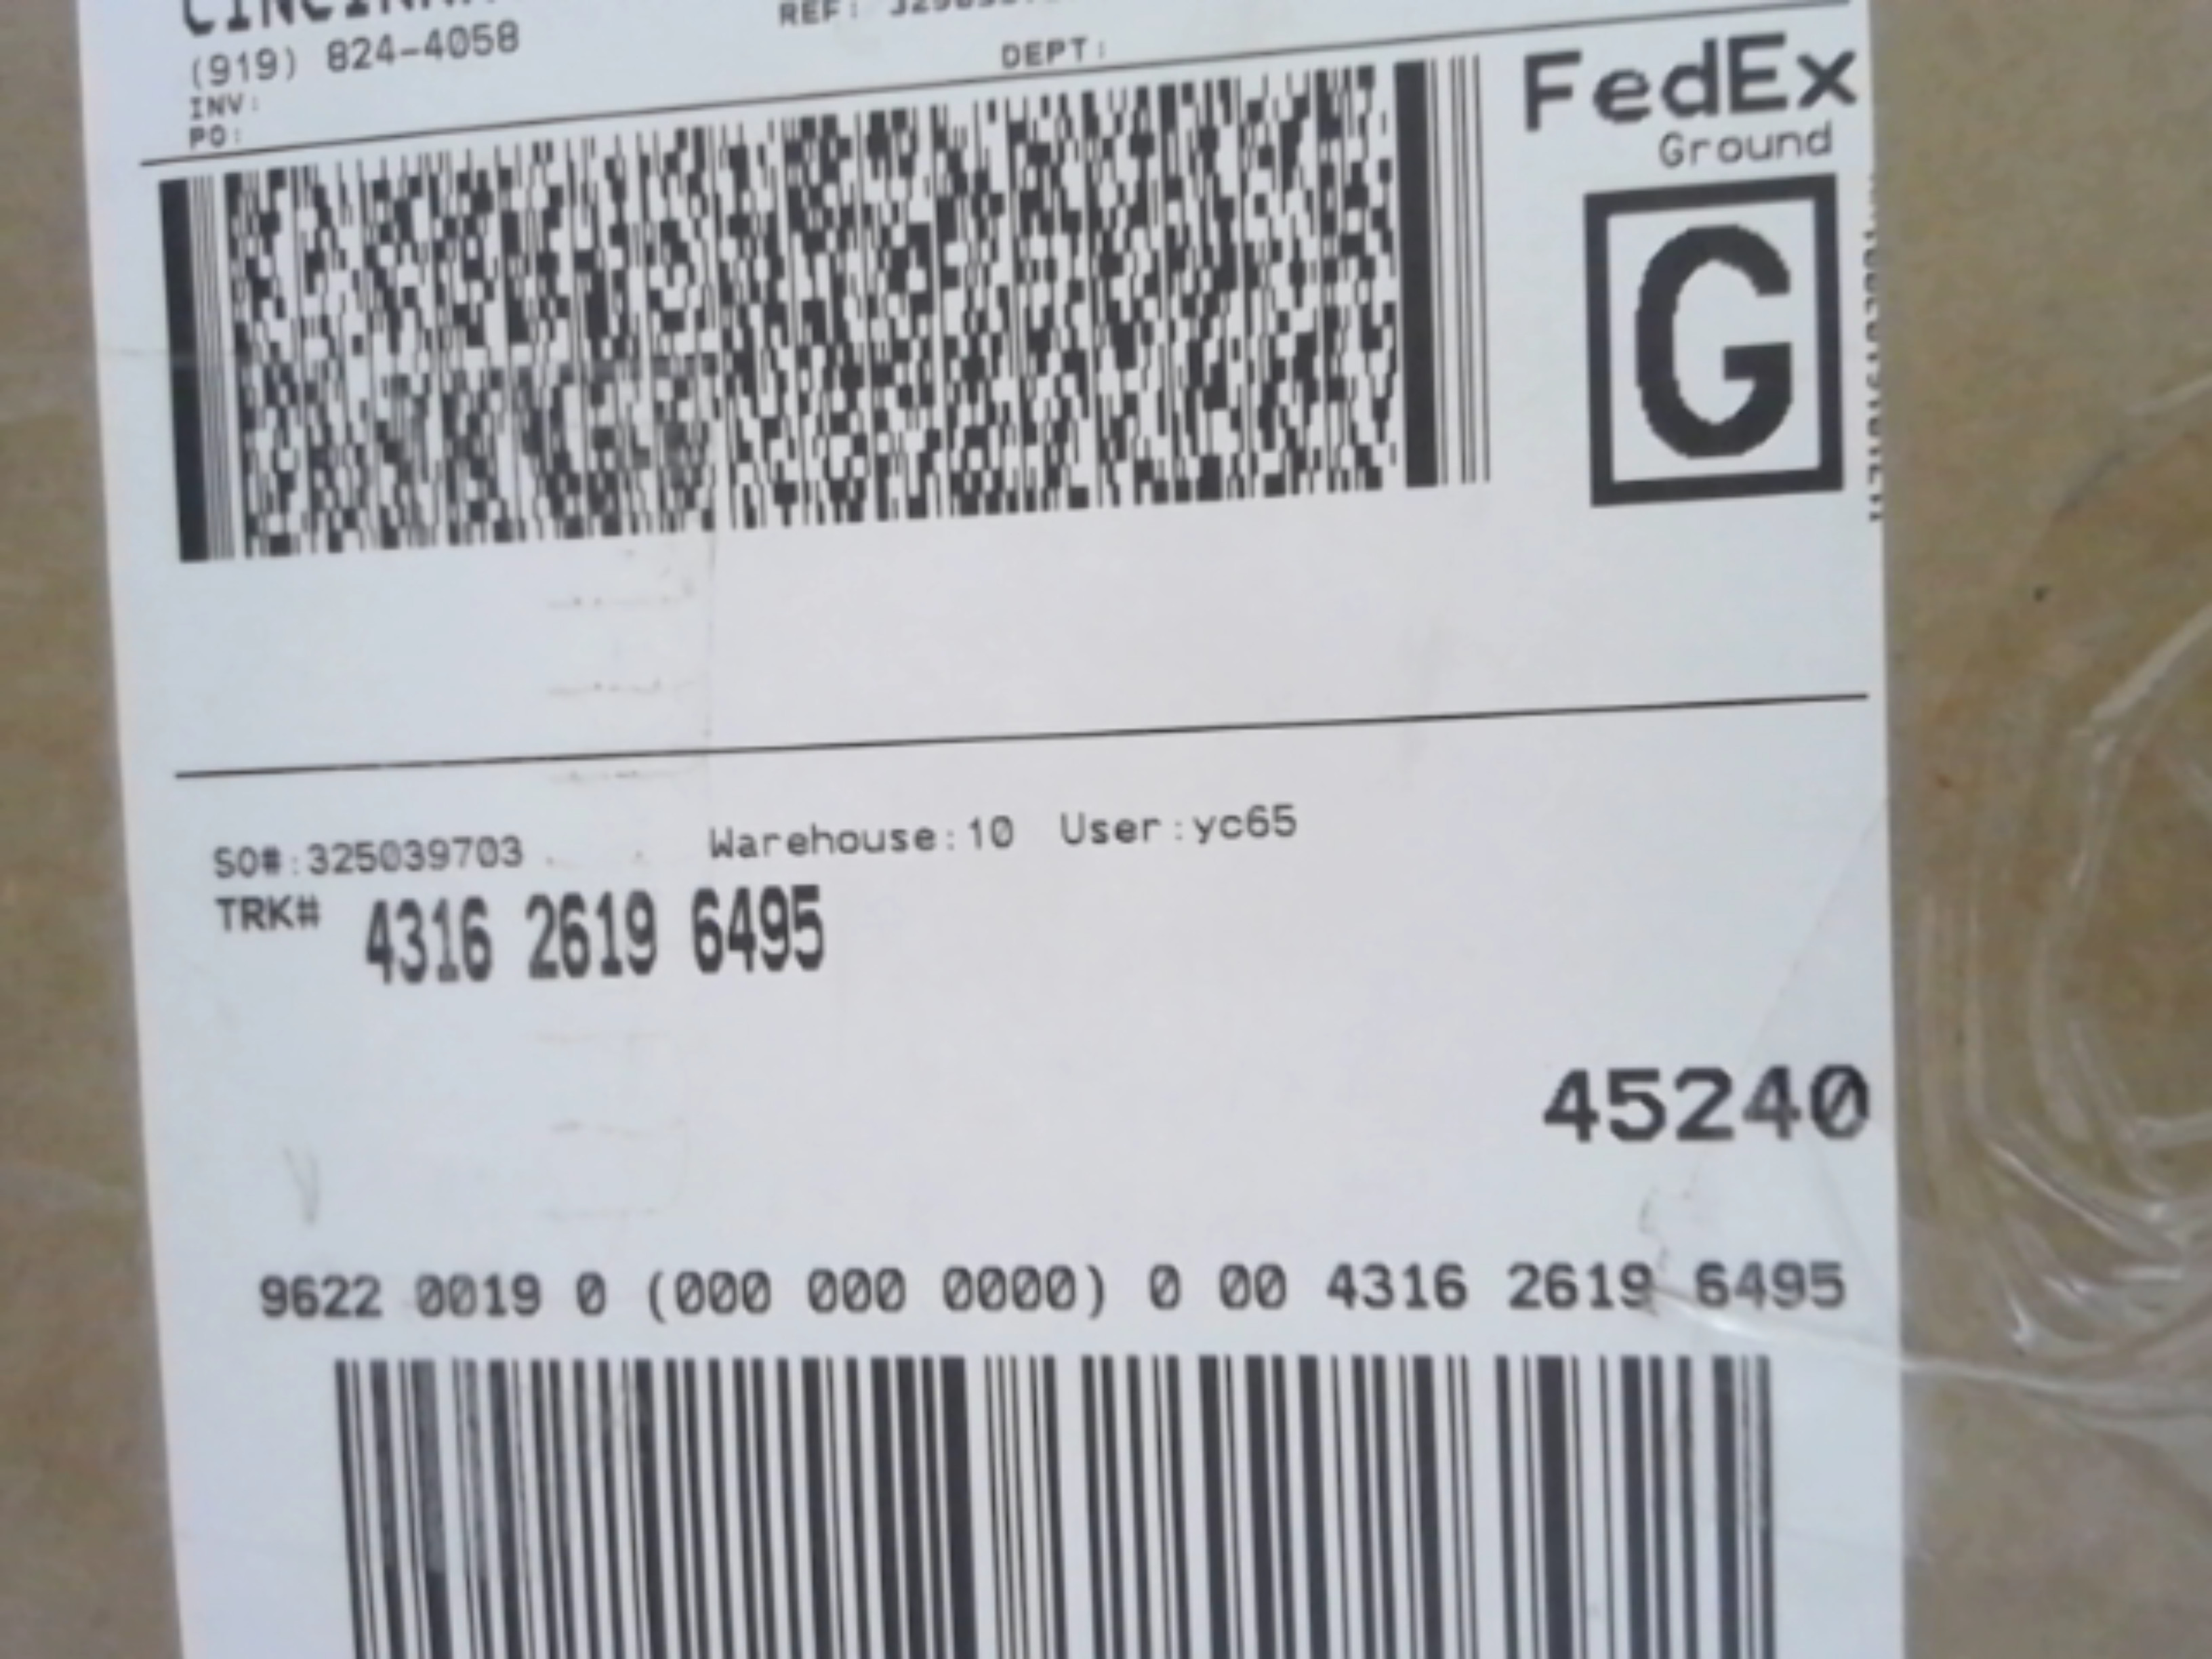 (919) 824-4058
REF:
INV:
DEPT:
PO:
FedEx
Ground
G
SO#:325039703 Warehouse:10 User:yc65
TRK# 4316 2619 6495
45240
9622 0019 0 (000 000 0000) 0 00 4316 2619 6495